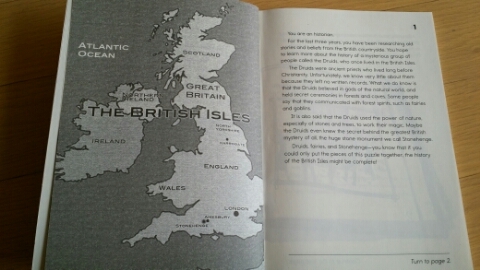 ATLANTIC
OCEAN
SCOTLAND
NORTHERN
IRELAND
GREAT
BRITAIN
THE BRITISH ISLES
IRELAND
ENGLAND
WALES
LONDON
STONEHENGE
1
You are an historian.
For the last three years, you have been researching old
stories and beliefs from the British countryside. You hope
to learn more about the history of a mysterious group of
people called the Druids, who once lived in the British Isles.
The Druids were ancient priests who lived long before
Christianity. Unfortunately, we know very little about them
because they left no written records. What we do know is
that the Druids believed in gods of the natural world, and
held secret ceremonies in forests and caves. Some people
say that they communicated with forest spirits, such as fairies
and goblins.
It is also said that the Druids used the power of nature,
especially of stones and trees, to work their magic. Maybe
the Druids even knew the secret behind the greatest British
mystery of all, the huge stone monument we call Stonehenge.
Druids, fairies, and Stonehenge—you know that if you
could only put the pieces of this puzzle together, the history
of the British Isles might be complete!
Turn to page 2.